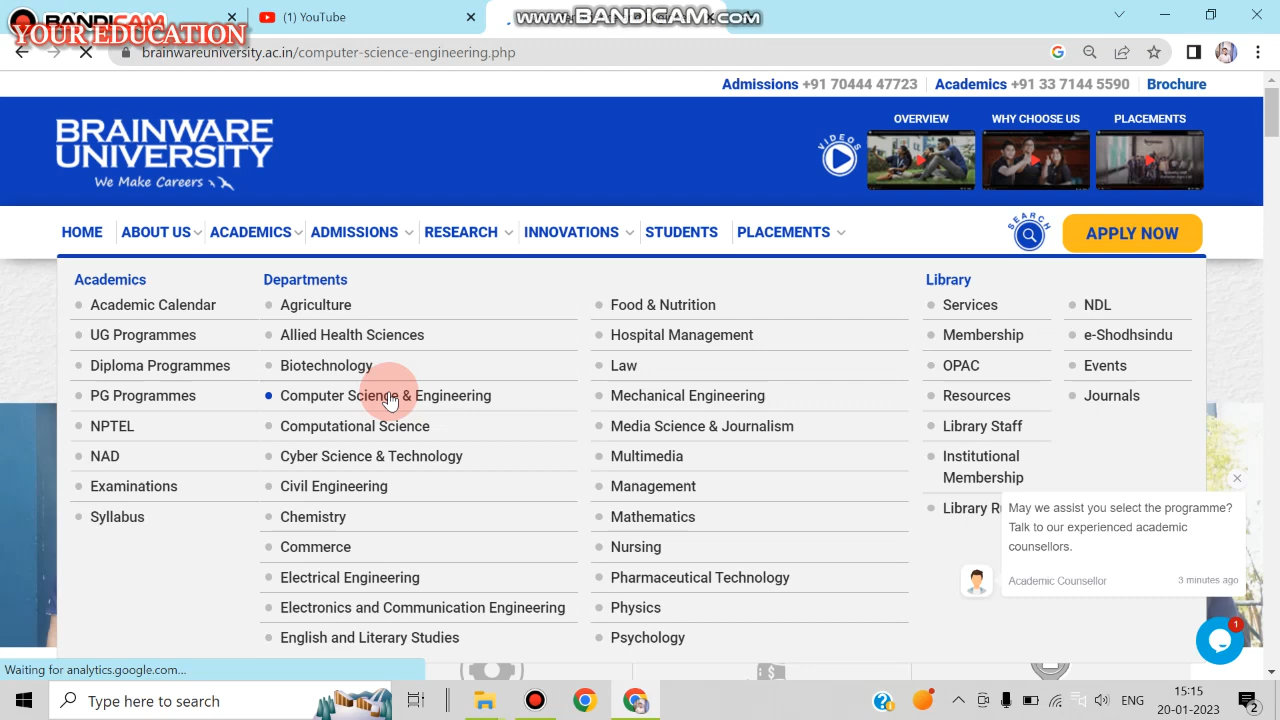 BANDICAM
YOUR EDUCATION
(1) YouTube
www.BANDICAM.com
brainwareuniversity.ac.in/computer-science-engineering.php
Admissions +91 70444 47723
Academics +91 33 7144 5590
Brochure
BRAINWARE
UNIVERSITY
We Make Careers
VIDEOS
OVERVIEW
WHY CHOOSE US
PLACEMENTS
HOME
ABOUT US
ACADEMICS
ADMISSIONS
RESEARCH
INNOVATIONS
STUDENTS
PLACEMENTS
SEARCH
APPLY NOW
Academics
Academic Calendar
UG Programmes
Diploma Programmes
PG Programmes
NPTEL
NAD
Examinations
Syllabus
Departments
Agriculture
Allied Health Sciences
Biotechnology
Computer Science & Engineering
Computational Science
Cyber Science & Technology
Civil Engineering
Chemistry
Commerce
Electrical Engineering
Electronics and Communication Engineering
English and Literary Studies
Food & Nutrition
Hospital Management
Law
Mechanical Engineering
Media Science & Journalism
Multimedia
Management
Mathematics
Nursing
Pharmaceutical Technology
Physics
Psychology
Library
Services
Membership
OPAC
Resources
Library Staff
Institutional
Membership
Library
NDL
e-Shodhsindu
Events
Journals
May we assist you select the programme?
Talk to our experienced academic
counsellors.
Academic Counsellor
3 minutes ago
1
Waiting for analytics.google.com...
Type here to search
ENG
15:15
20-01-2023
2